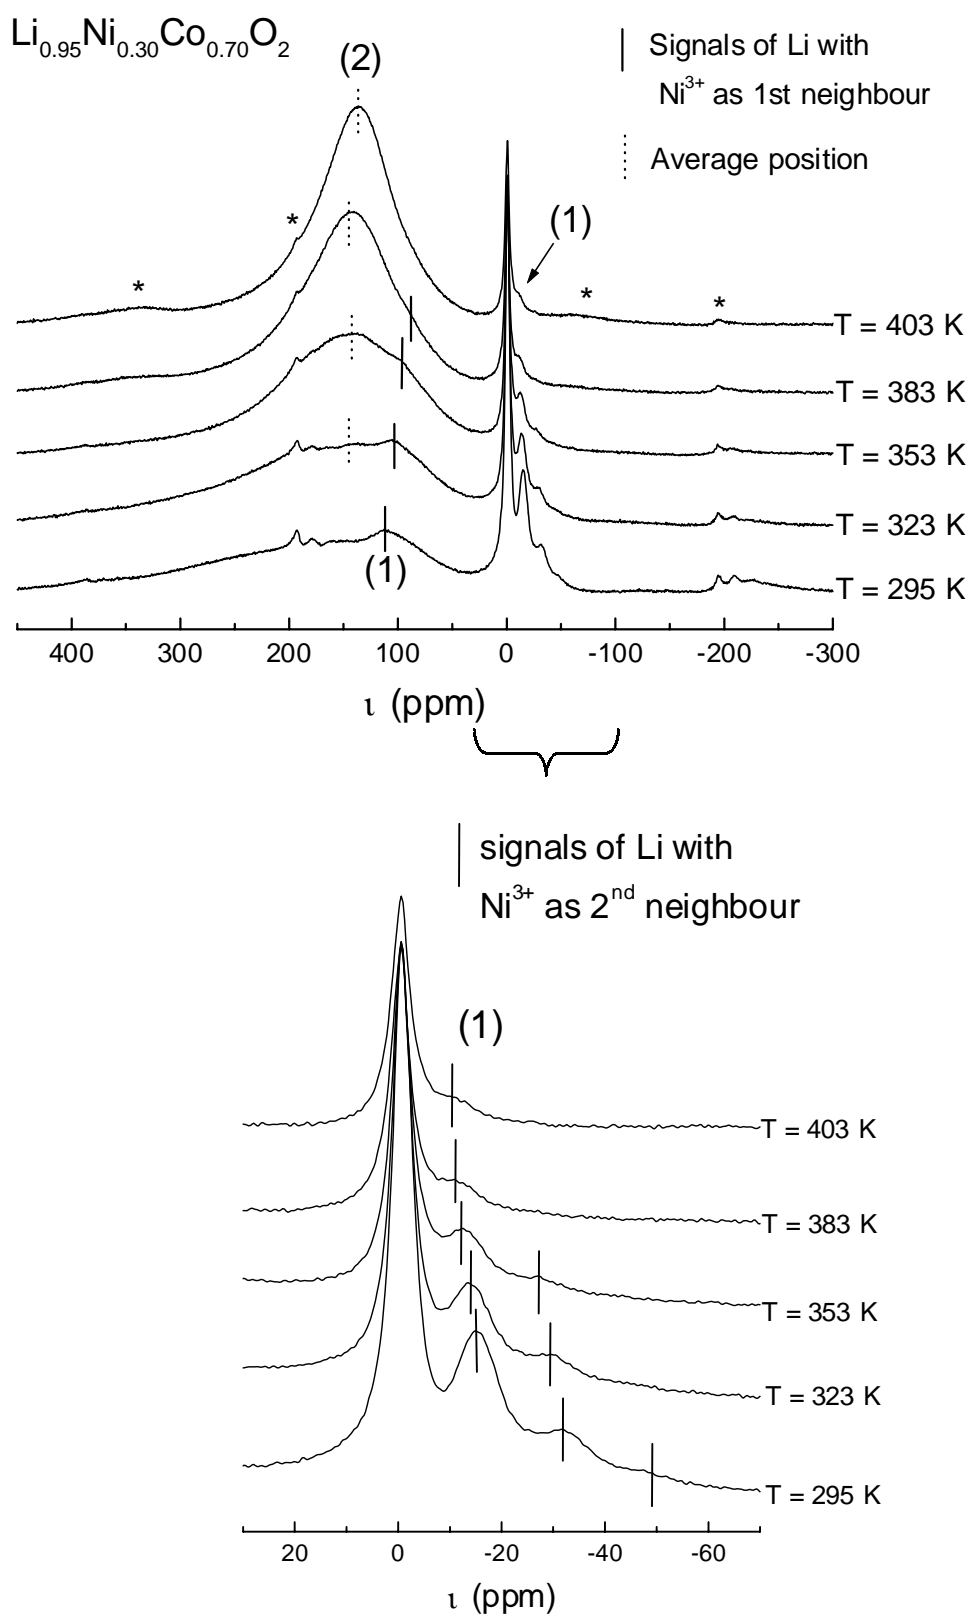 Li0.95Ni0.30Co0.70O2
(2)
Signals of Li with
Ni3+ as 1st neighbour
Average position
(1)
*
*
*
*
T = 403 K
T = 383 K
T = 353 K
T = 323 K
T = 295 K
(1)
400 300 200 100 0 -100 -200 -300
ι (ppm)
signals of Li with
Ni3+ as 2nd neighbour
(1)
T = 403 K
T = 383 K
T = 353 K
T = 323 K
T = 295 K
20 0 -20 -40 -60
ι (ppm)